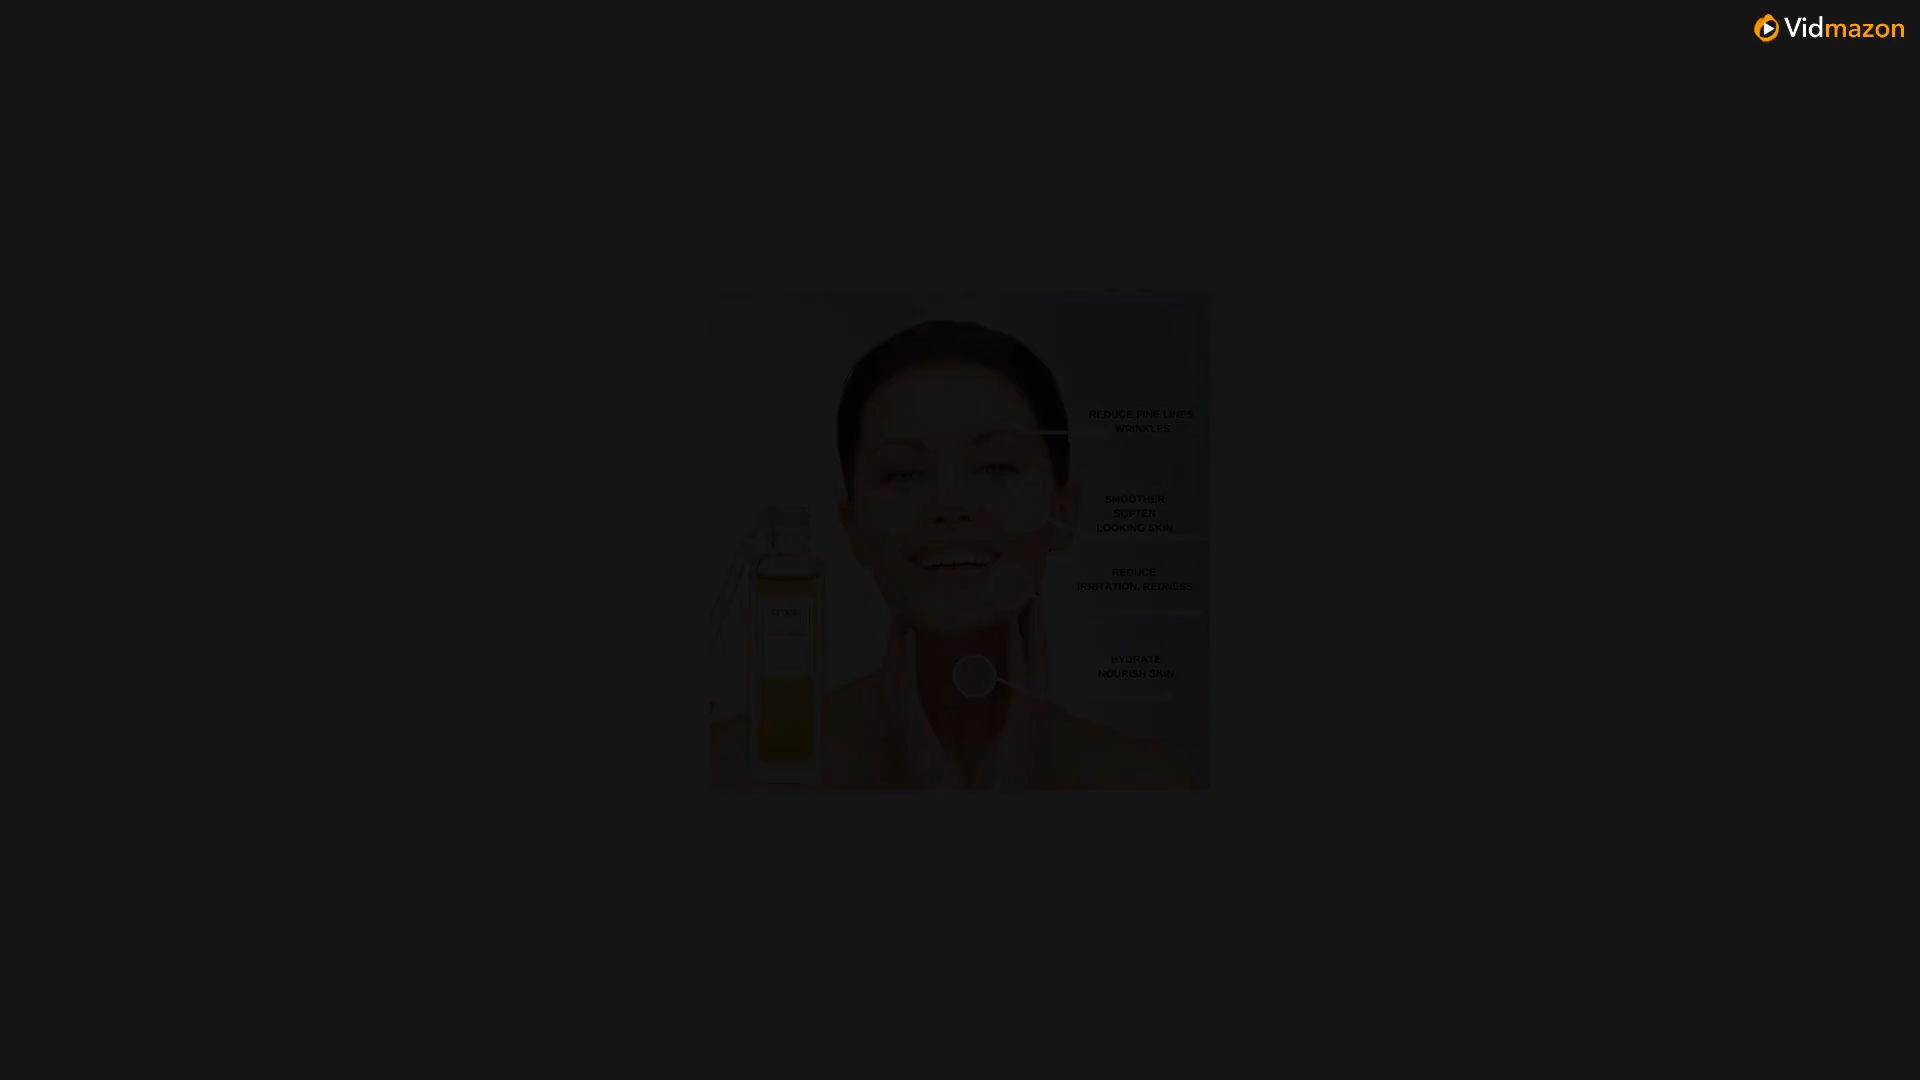 Vidmazon
REDUCE FINE LINES
WRINKLES
SMOOTHER
SOFTEN
LOOKING SKIN
REDUCE
IRRITATION, REDNESS
HYDRATE
NOURISH SKIN